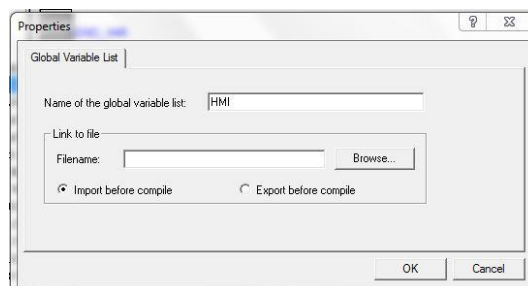 Properties
Global Variable List
Name of the global variable list: HMI
Link to file
Filename:
Browse...
Import before compile
Export before compile
OK
Cancel